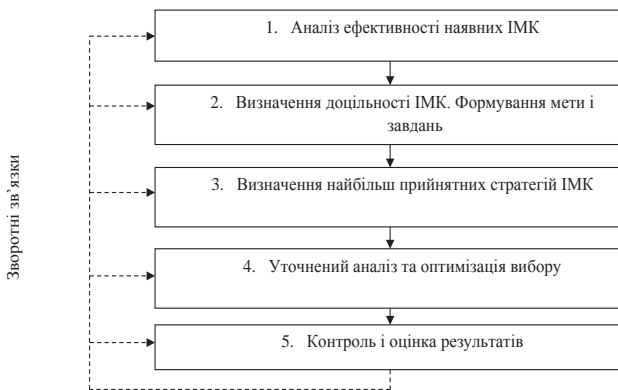 1. Аналіз ефективності наявних ІМК
2. Визначення доцільності ІМК. Формування мети і
завдань
3. Визначення найбільш прийнятних стратегій ІМК
4. Уточнений аналіз та оптимізація вибору
5. Контроль і оцінка результатів
Зворотні зв’язки